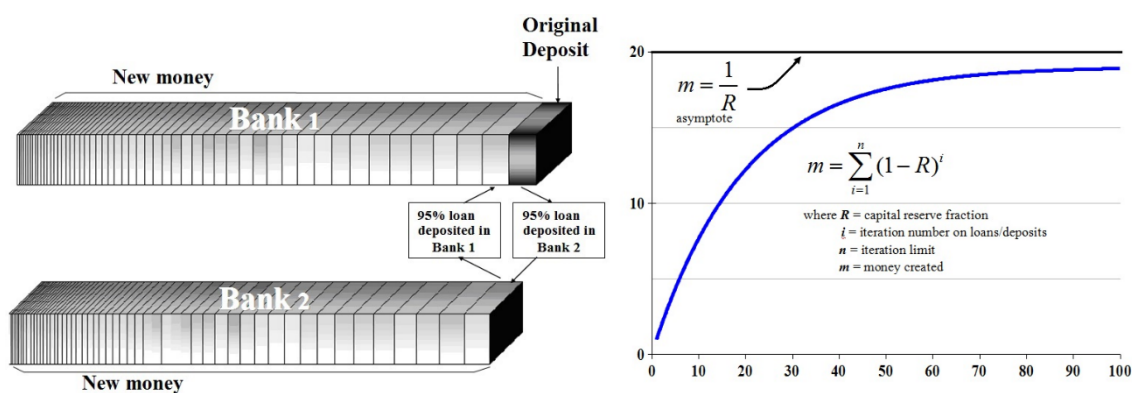 Original
Deposit
New money
Bank 1
95% loan
deposited in
Bank 1
95% loan
deposited in
Bank 2
Bank 2
New money
20
10
0
m = 1/R
asymptote
m = \sum_{i=1}^{n} (1 - R)^i
where R = capital reserve fraction
i = iteration number on loans/deposits
n = iteration limit
m = money created
0 10 20 30 40 50 60 70 80 90 100